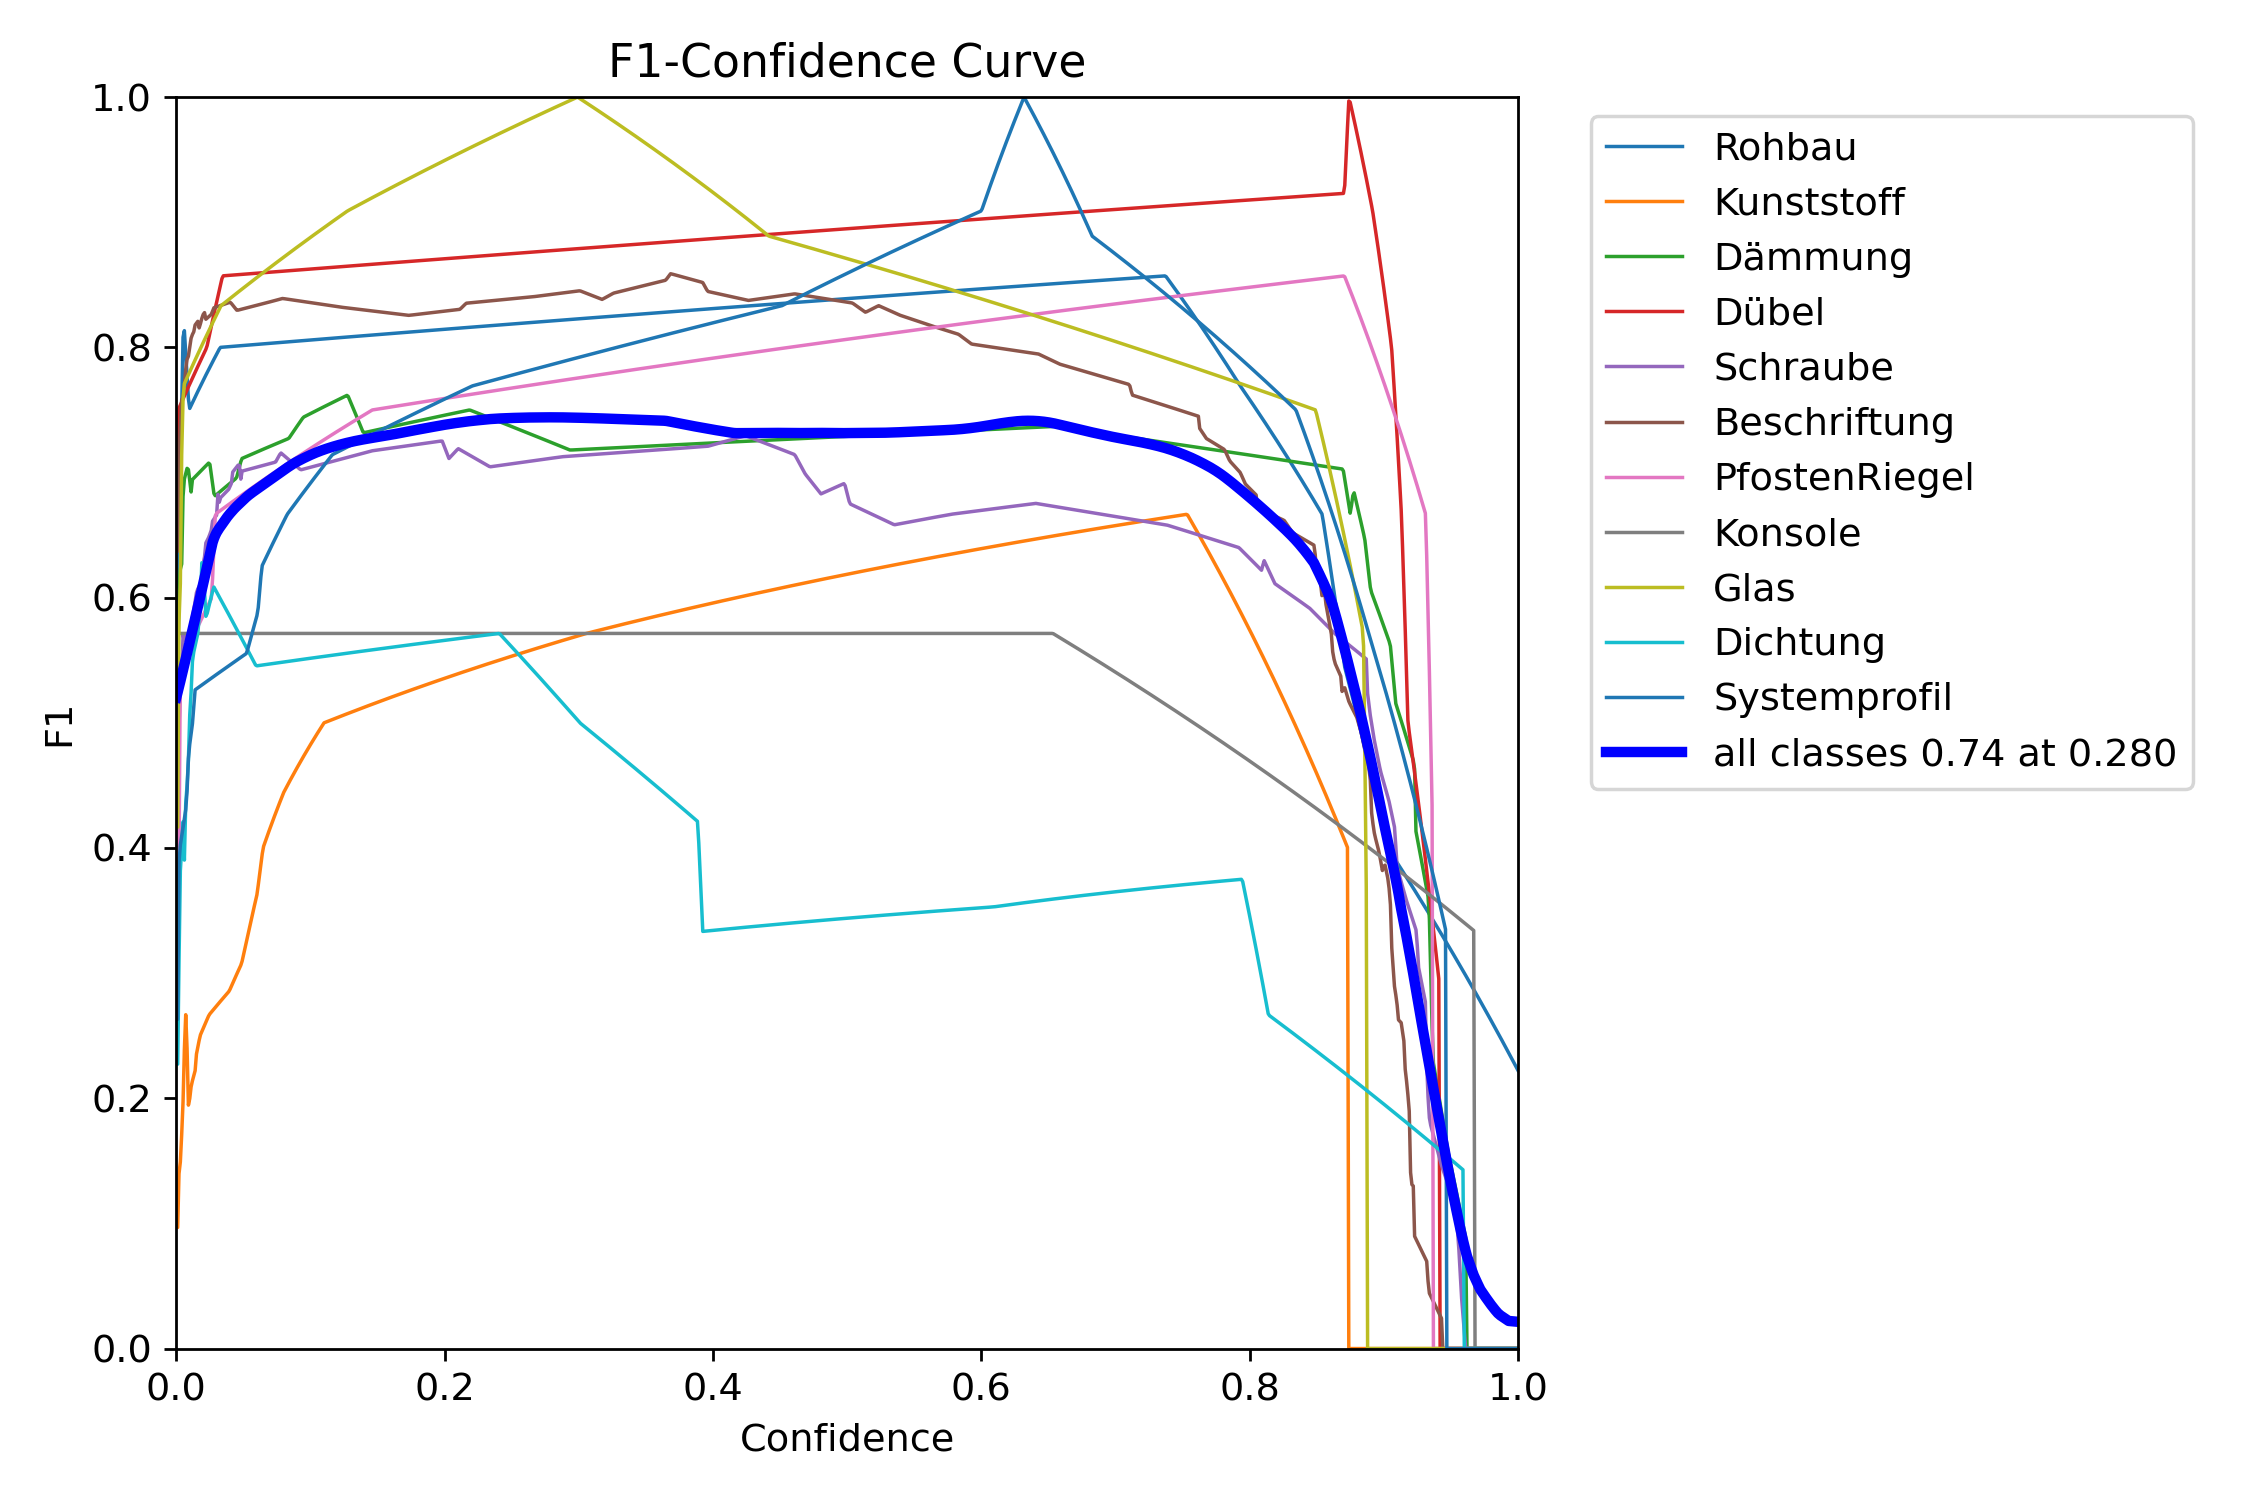 F1-Confidence Curve
1.0
0.8
0.6
0.4
0.2
0.0
F1
0.0 0.2 0.4 0.6 0.8 1.0
Confidence
Rohbau
Kunststoff
Dämmung
Dübel
Schraube
Beschriftung
PfostenRiegel
Konsole
Glas
Dichtung
Systemprofil
all classes 0.74 at 0.280